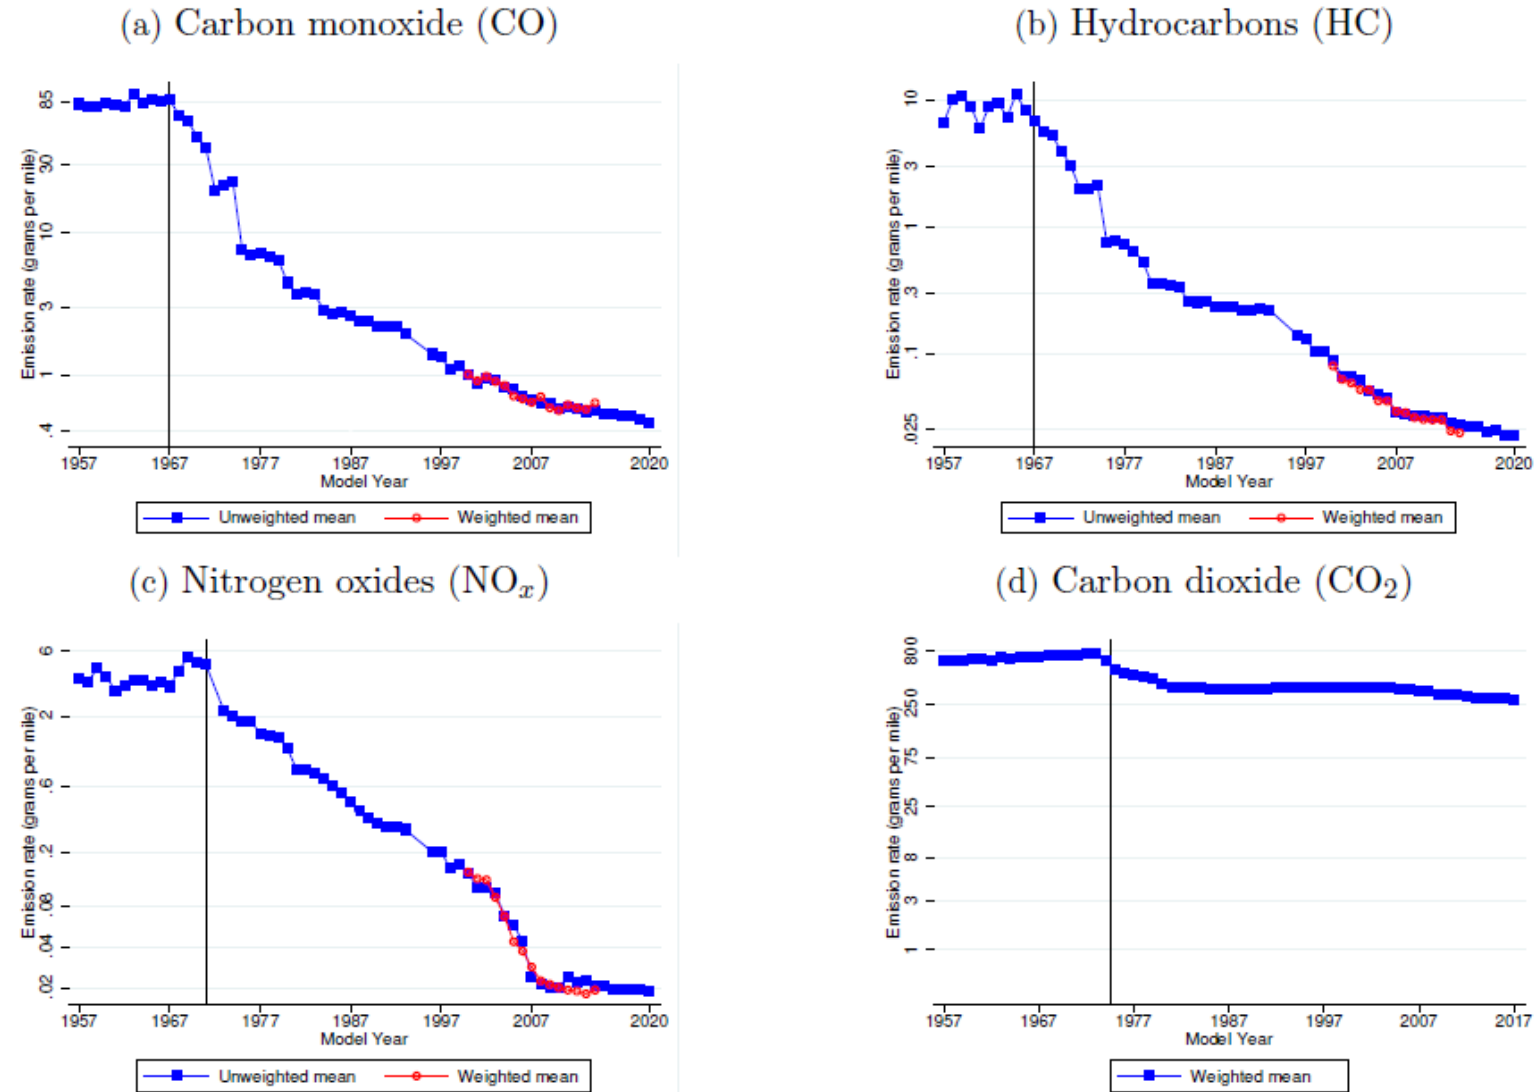 (a) Carbon monoxide (CO)
Emission rate (grams per mile)
85
30
10
3
1
.4
1957 1967 1977 1987 1997 2007 2020
Model Year
Unweighted mean Weighted mean
(b) Hydrocarbons (HC)
Emission rate (grams per mile)
10
3
1
.3
.1
.025
1957 1967 1977 1987 1997 2007 2020
Model Year
Unweighted mean Weighted mean
(c) Nitrogen oxides (NOₓ)
Emission rate (grams per mile)
6
2
.6
.2
.08
.04
.02
1957 1967 1977 1987 1997 2007 2020
Model Year
Unweighted mean Weighted mean
(d) Carbon dioxide (CO₂)
Emission rate (grams per mile)
800
250
75
25
8
3
1
1957 1967 1977 1987 1997 2007 2017
Model Year
Weighted mean